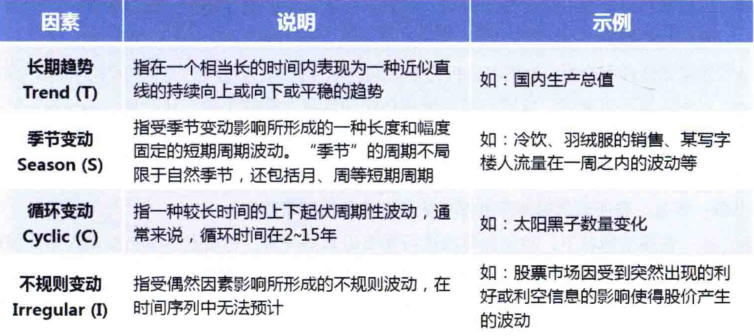 因素 说明 示例
长期趋势
Trend (T)
指在一个相当长的时间内表现为一种近似直
线的持续向上或向下或平稳的趋势
如：国内生产总值
季节变动
Season (S)
指受季节变动影响所形成的一种长度和幅度
固定的短期周期波动。“季节”的周期不局
限于自然季节，还包括月、周等短期周期
如：冷饮、羽绒服的销售、某写字
楼人流量在一周之内的波动等
循环变动
Cyclic (C)
指一种较长时间的上下起伏周期性波动，通
常来说，循环时间在2~15年
如：太阳黑子数量变化
不规则变动
Irregular (I)
指受偶然因素影响所形成的不规则波动，在
时间序列中无法预计
如：股票市场因受到突然出现的利
好或利空信息的影响使得股价产生
的波动